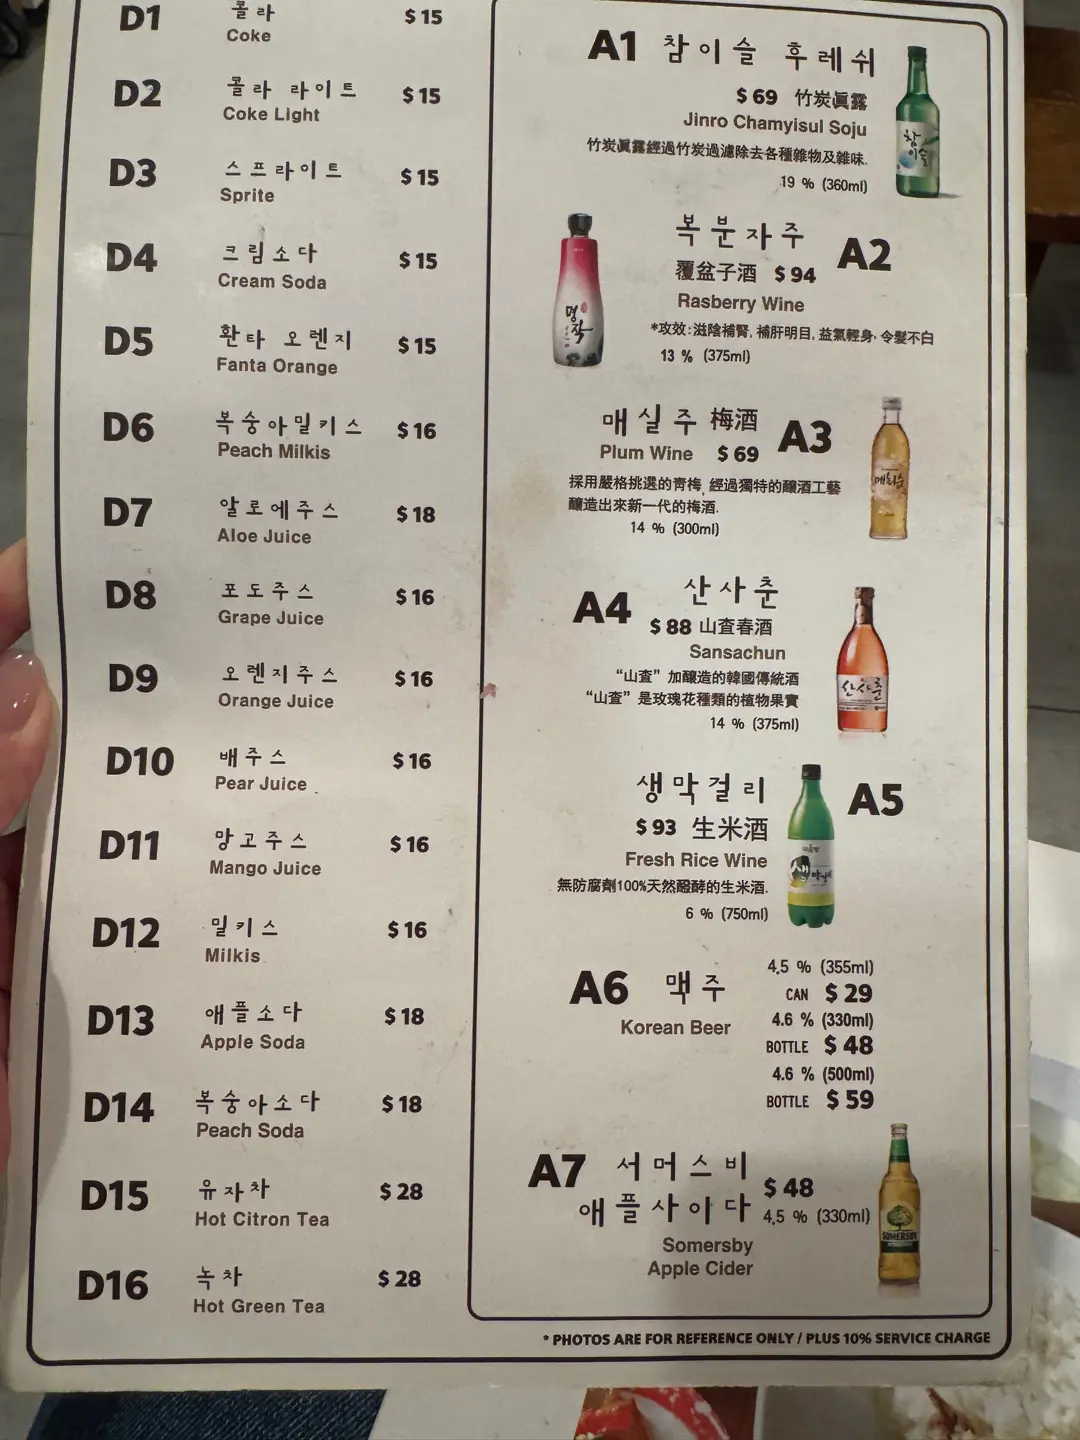 D1 콜라 $15
Coke
D2 콜라 라이트 $15
Coke Light
D3 스프라이트 $15
Sprite
D4 크림소다 $15
Cream Soda
D5 환타 오렌지 $15
Fanta Orange
D6 복숭아밀키스 $16
Peach Milkis
D7 알로에주스 $18
Aloe Juice
D8 포도주스 $16
Grape Juice
D9 오렌지주스 $16
Orange Juice
D10 배주스 $16
Pear Juice
D11 망고주스 $16
Mango Juice
D12 밀키스 $16
Milkis
D13 애플소다 $18
Apple Soda
D14 복숭아소다 $18
Peach Soda
D15 유자차 $28
Hot Citron Tea
D16 녹차 $28
Hot Green Tea
A1 참이슬 후레쉬
$69 竹炭眞露
Jinro Chamyisul Soju
竹炭眞露經過竹炭過濾除去各種雜物及雜味.
19 % (360ml)
참이슬
복분자주 A2
覆盆子酒 $94
Rasberry Wine
*攻效:滋陰補腎, 補肝明目, 益氣輕身, 令髮不白
13 % (375ml)
명작
매실주 梅酒 A3
Plum Wine $69
採用嚴格挑選的靑梅, 經過獨特的釀酒工藝
釀造出來新一代的梅酒.
14 % (300ml)
매화수
A4 산사춘
$88 山査春酒
Sansachun
“山査” 加釀造的韓國傳統酒
“山査” 是玫瑰花種類的植物果實
14 % (375ml)
산사춘
생막걸리 A5
$93 生米酒
Fresh Rice Wine
無防腐劑100%天然醱酵的生米酒.
6 % (750ml)
생막걸리
A6 맥주
Korean Beer
4.5 % (355ml)
CAN $29
4.6 % (330ml)
BOTTLE $48
4.6 % (500ml)
BOTTLE $59
A7 서머스비
애플사이다
$48
4.5 % (330ml)
Somersby
Apple Cider
SOMERSBY
* PHOTOS ARE FOR REFERENCE ONLY / PLUS 10% SERVICE CHARGE